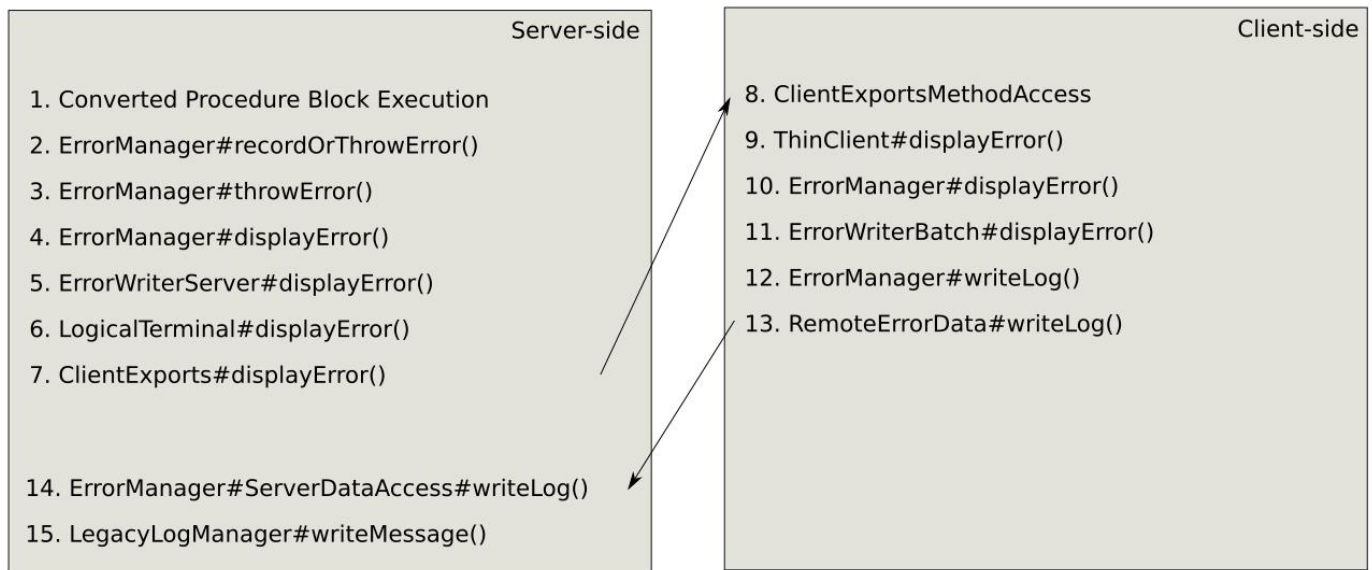 Server-side
1. Converted Procedure Block Execution
2. ErrorManager#recordOrThrowError()
3. ErrorManager#throwError()
4. ErrorManager#displayError()
5. ErrorWriterServer#displayError()
6. LogicalTerminal#displayError()
7. ClientExports#displayError()
14. ErrorManager#ServerDataAccess#writeLog()
15. LegacyLogManager#writeMessage()
Client-side
8. ClientExportsMethodAccess
9. ThinClient#displayError()
10. ErrorManager#displayError()
11. ErrorWriterBatch#displayError()
12. ErrorManager#writeLog()
13. RemoteErrorData#writeLog()